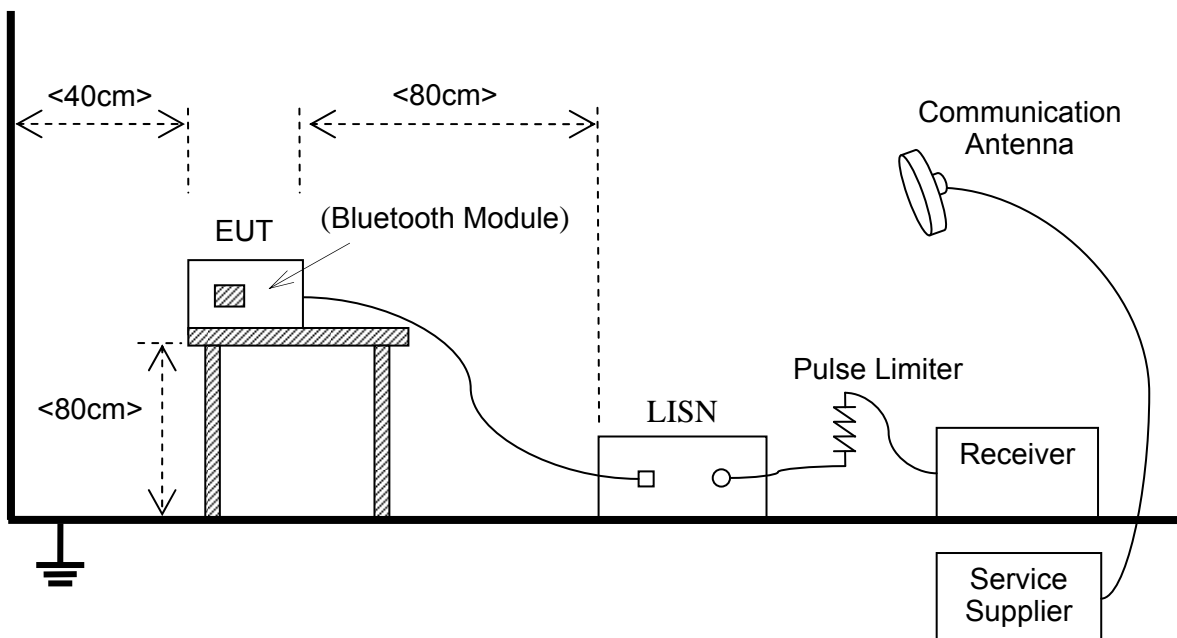 <40cm>
<80cm>
Communication
Antenna
EUT
(Bluetooth Module)
<80cm>
Pulse Limiter
LISN
Receiver
Service
Supplier